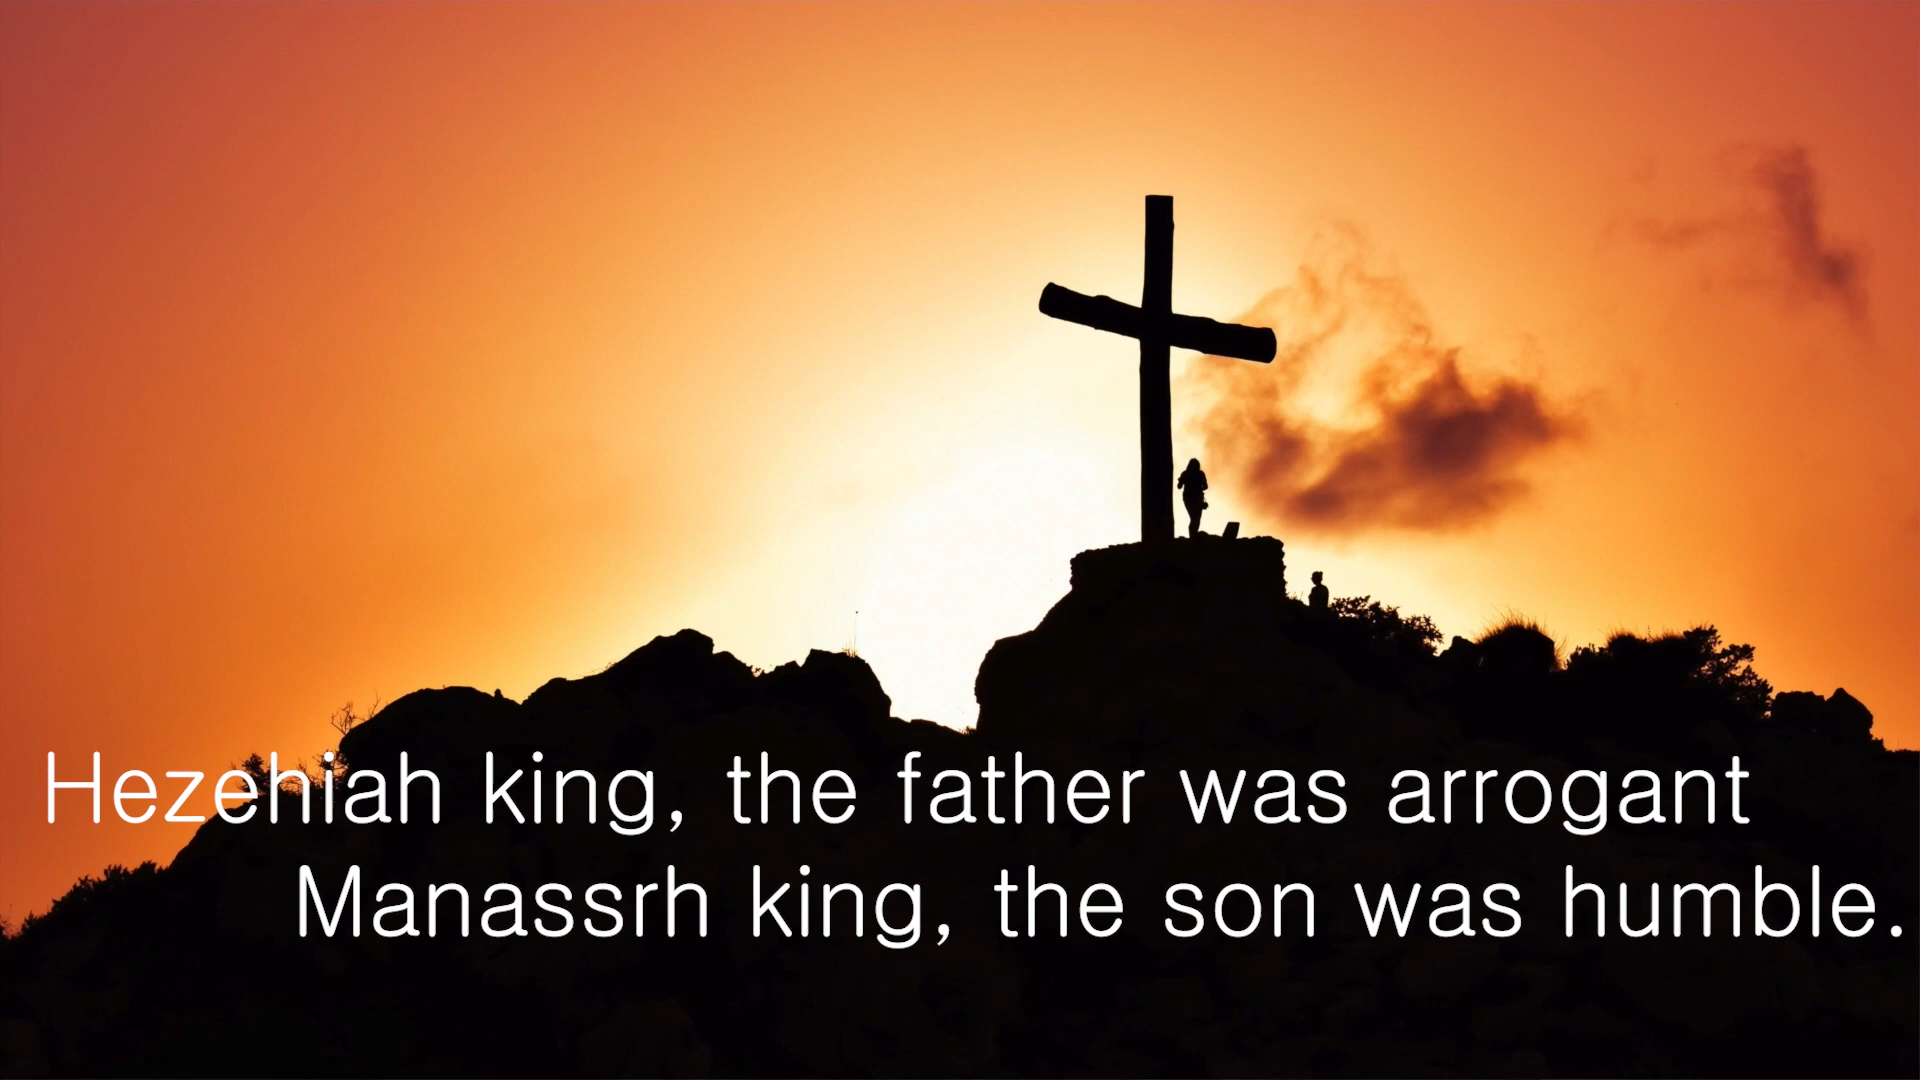 Hezehiah king, the father was arrogant
Manassrh king, the son was humble.